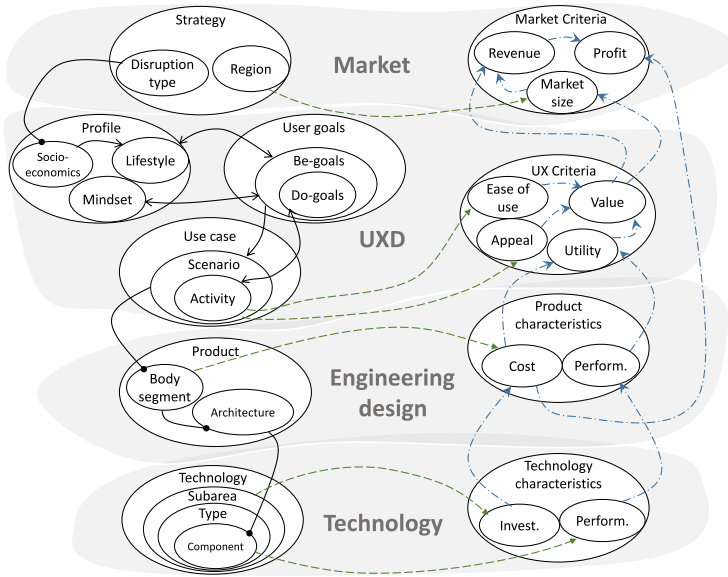 Strategy
Disruption
type
Region
Market
Market Criteria
Revenue
Profit
Market
size
Profile
Socio-
economics
Lifestyle
Mindset
User goals
Be-goals
Do-goals
UXD
UX Criteria
Ease of
use
Value
Appeal
Utility
Use case
Scenario
Activity
Product
Body
segment
Architecture
Engineering
design
Product
characteristics
Cost
Perform.
Technology
Subarea
Type
Component
Technology
Technology
characteristics
Invest.
Perform.